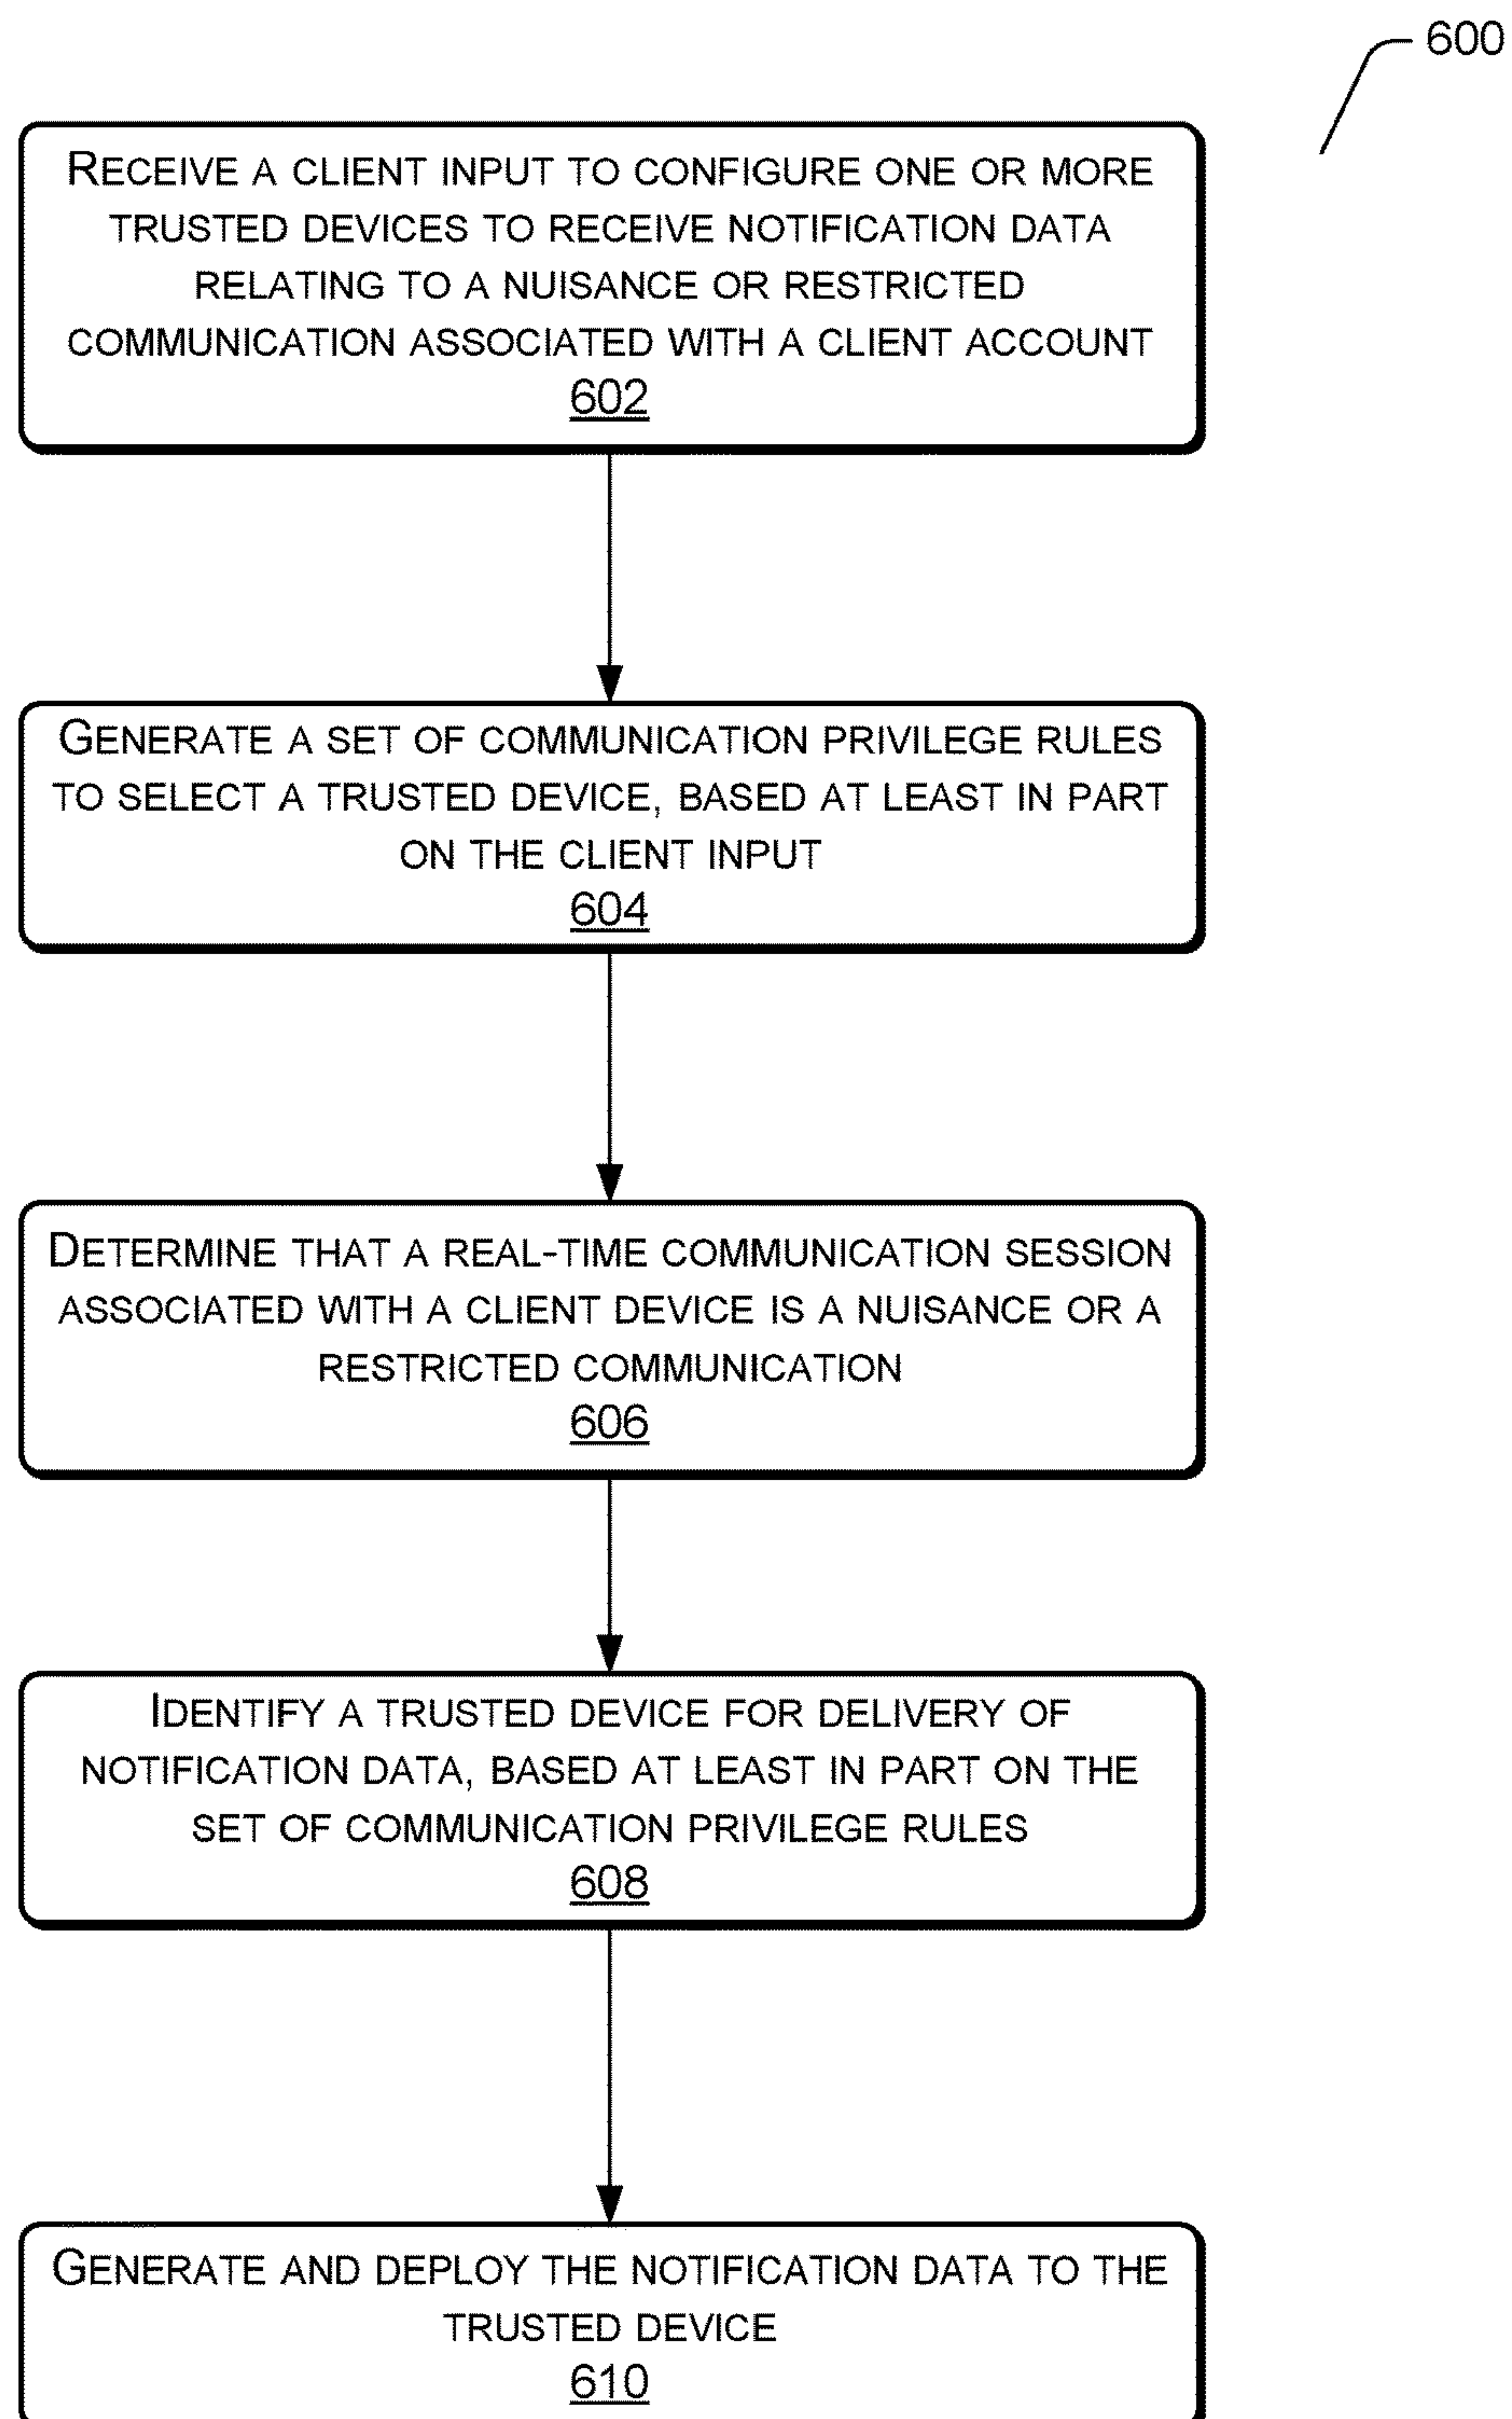 600
RECEIVE A CLIENT INPUT TO CONFIGURE ONE OR MORE
TRUSTED DEVICES TO RECEIVE NOTIFICATION DATA
RELATING TO A NUISANCE OR RESTRICTED
COMMUNICATION ASSOCIATED WITH A CLIENT ACCOUNT
602
GENERATE A SET OF COMMUNICATION PRIVILEGE RULES
TO SELECT A TRUSTED DEVICE, BASED AT LEAST IN PART
ON THE CLIENT INPUT
604
DETERMINE THAT A REAL-TIME COMMUNICATION SESSION
ASSOCIATED WITH A CLIENT DEVICE IS A NUISANCE OR A
RESTRICTED COMMUNICATION
606
IDENTIFY A TRUSTED DEVICE FOR DELIVERY OF
NOTIFICATION DATA, BASED AT LEAST IN PART ON THE
SET OF COMMUNICATION PRIVILEGE RULES
608
GENERATE AND DEPLOY THE NOTIFICATION DATA TO THE
TRUSTED DEVICE
610